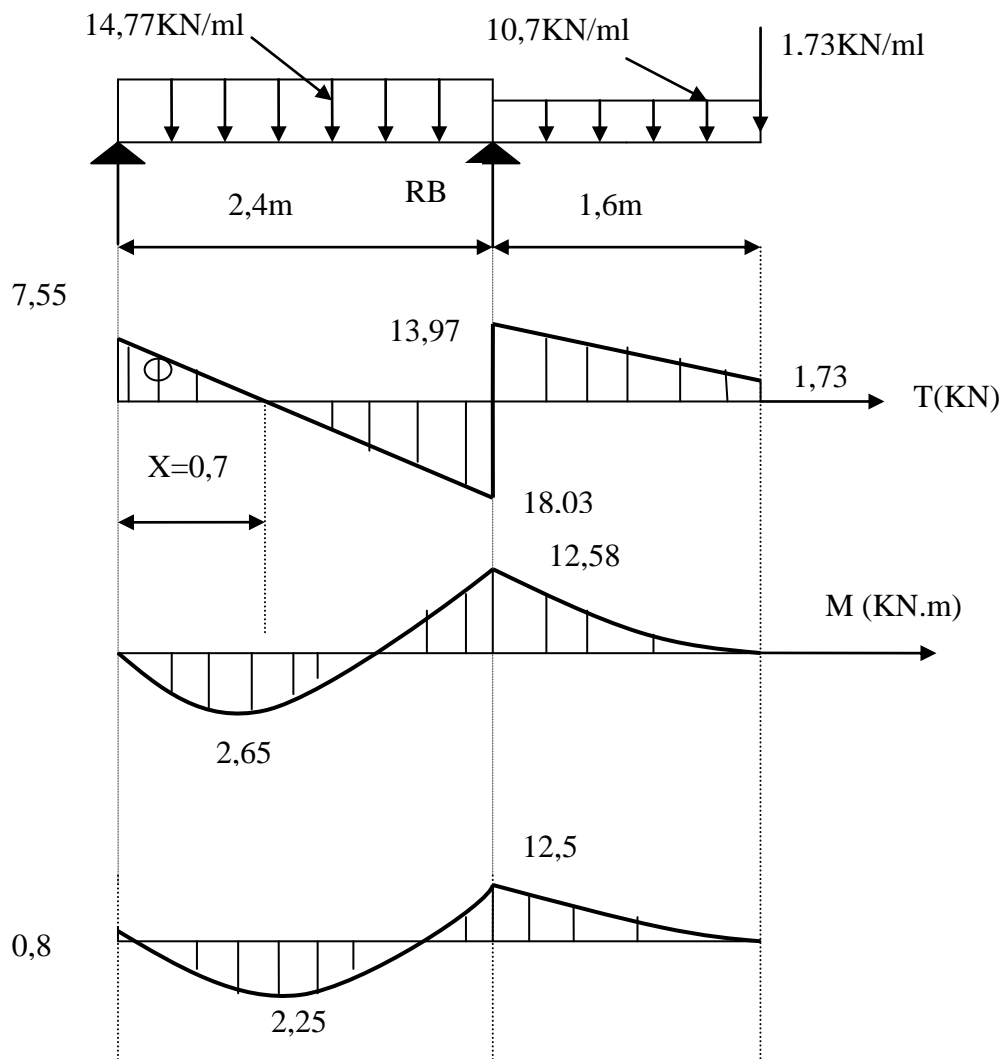 14,77KN/ml
10,7KN/ml
1.73KN/ml
RB
2,4m
1,6m
7,55
13,97
1,73
T(KN)
X=0,7
18.03
12,58
M (KN.m)
2,65
12,5
0,8
2,25